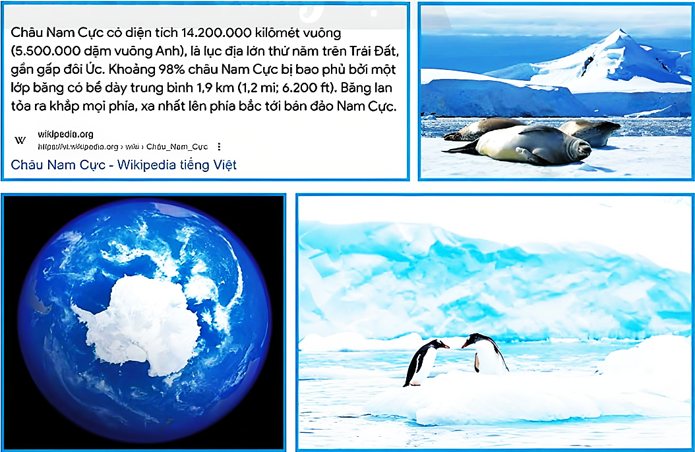 Châu Nam Cực có diện tích 14.200.000 kilômét vuông
(5.500.000 dặm vuông Anh), là lục địa lớn thứ năm trên Trái Đất,
gần gấp đôi Úc. Khoảng 98% châu Nam Cực bị bao phủ bởi một
lớp băng có bề dày trung bình 1,9 km (1,2 mi; 6.200 ft). Băng lan
tỏa ra khắp mọi phía, xa nhất lên phía bắc tới bán đảo Nam Cực.
W
wikipedia.org
https://vi.wikipedia.org › wiki › Châu_Nam_Cực
Châu Nam Cực - Wikipedia tiếng Việt